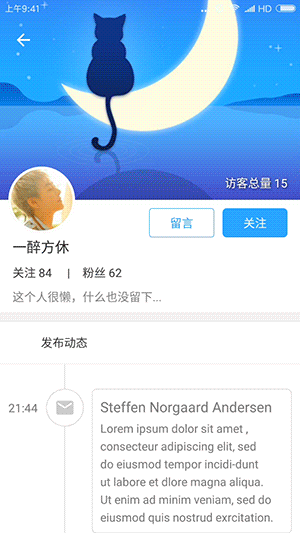 上午9:41
HD
访客总量 15
留言
关注
一醉方休
关注 84 | 粉丝 62
这个人很懒，什么也没留下...
发布动态
21:44
Steffen Norgaard Andersen
Lorem ipsum dolor sit amet ,
consecteur adipiscing elit, sed
do eiusmod tempor incidi-dunt
ut labore et dlore magna aliqua.
Ut enim ad minim veniam, sed do
eiusmod quis nostrud exrcitation.